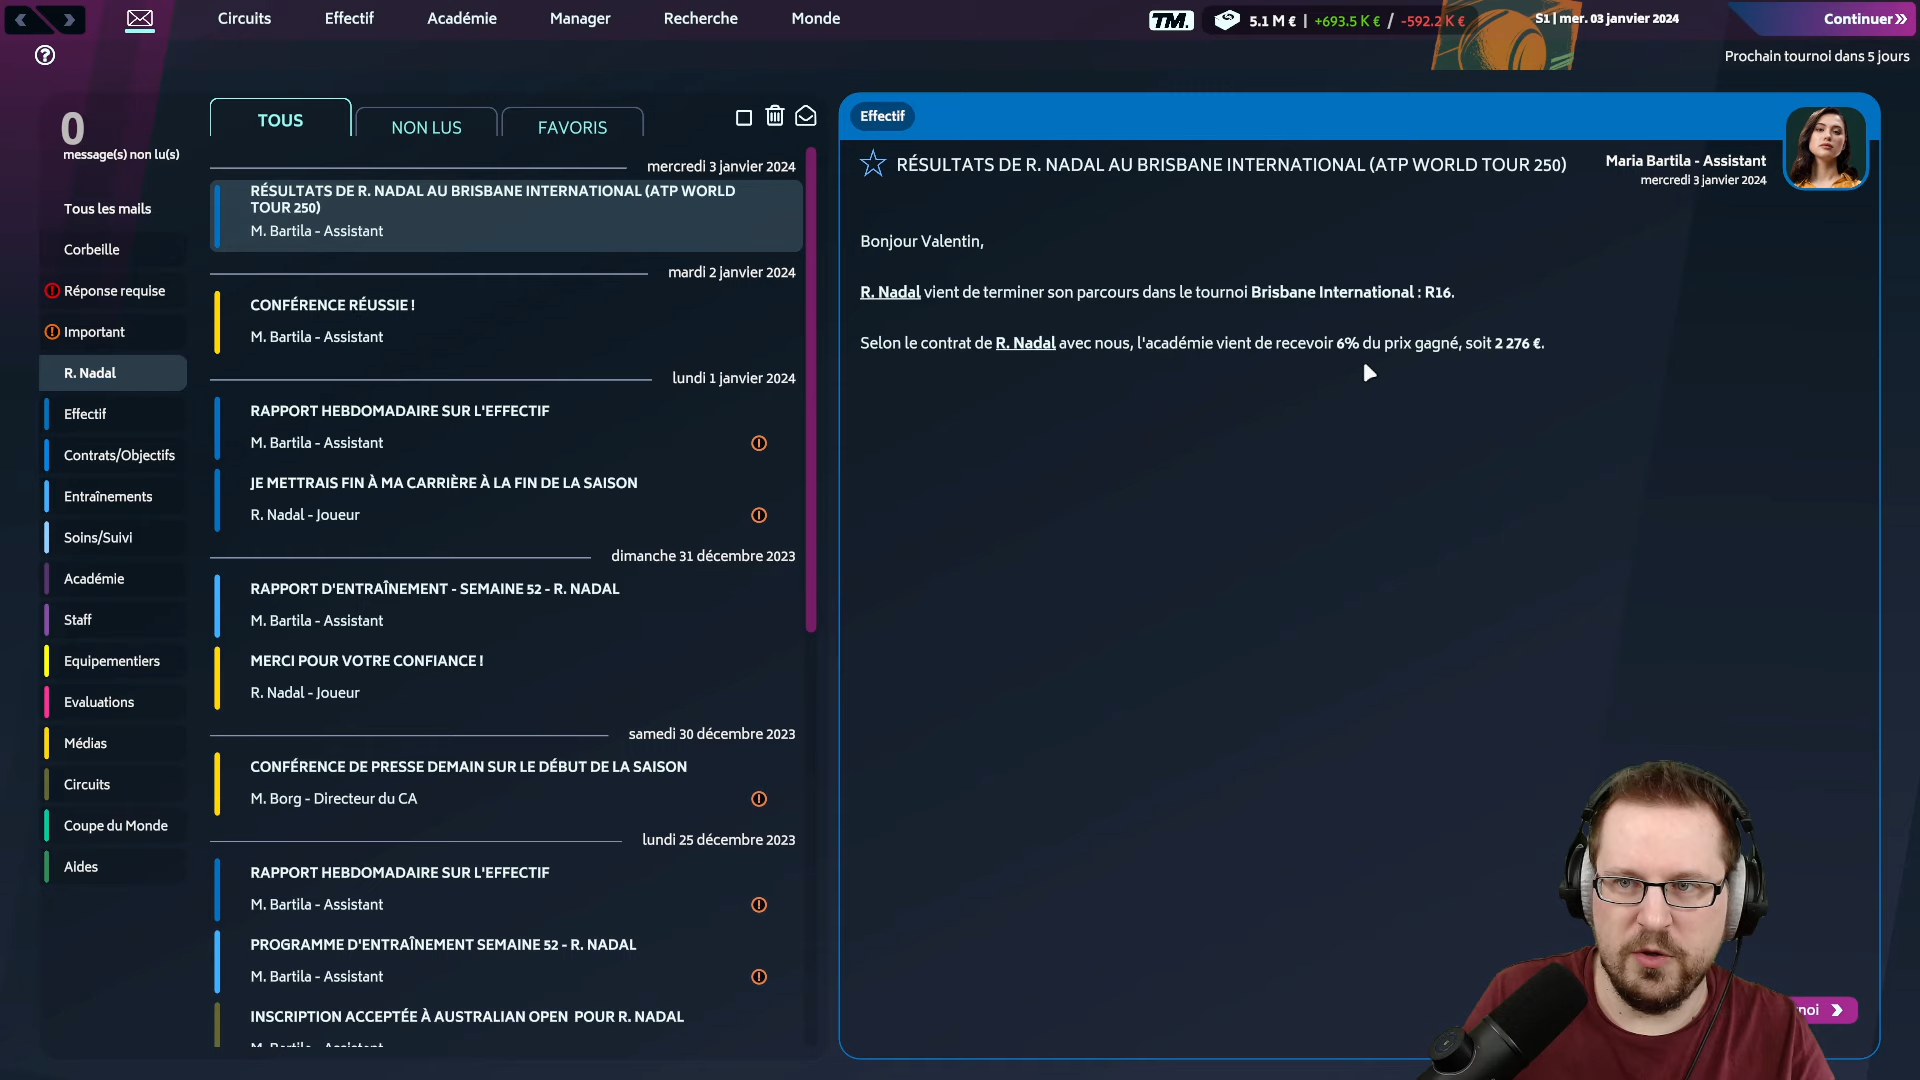 Circuits
Effectif
Académie
Manager
Recherche
Monde
TM.
5.1 M € | +693.5 K € / -592.2 K €
S1 | mer. 03 janvier 2024
Continuer
Prochain tournoi dans 5 jours
0
message(s) non lu(s)
Tous les mails
Corbeille
Réponse requise
Important
R. Nadal
Effectif
Contrats/Objectifs
Entraînements
Soins/Suivi
Académie
Staff
Equipementiers
Evaluations
Médias
Circuits
Coupe du Monde
Aides
TOUS
NON LUS
FAVORIS
mercredi 3 janvier 2024
RÉSULTATS DE R. NADAL AU BRISBANE INTERNATIONAL (ATP WORLD
TOUR 250)
M. Bartila - Assistant
mardi 2 janvier 2024
CONFÉRENCE RÉUSSIE !
M. Bartila - Assistant
lundi 1 janvier 2024
RAPPORT HEBDOMADAIRE SUR L'EFFECTIF
M. Bartila - Assistant
JE METTRAIS FIN À MA CARRIÈRE À LA FIN DE LA SAISON
R. Nadal - Joueur
dimanche 31 décembre 2023
RAPPORT D'ENTRAÎNEMENT - SEMAINE 52 - R. NADAL
M. Bartila - Assistant
MERCI POUR VOTRE CONFIANCE !
R. Nadal - Joueur
samedi 30 décembre 2023
CONFÉRENCE DE PRESSE DEMAIN SUR LE DÉBUT DE LA SAISON
M. Borg - Directeur du CA
lundi 25 décembre 2023
RAPPORT HEBDOMADAIRE SUR L'EFFECTIF
M. Bartila - Assistant
PROGRAMME D'ENTRAÎNEMENT SEMAINE 52 - R. NADAL
M. Bartila - Assistant
INSCRIPTION ACCEPTÉE À AUSTRALIAN OPEN POUR R. NADAL
M. Bartila - Assistant
Effectif
RÉSULTATS DE R. NADAL AU BRISBANE INTERNATIONAL (ATP WORLD TOUR 250)
Maria Bartila - Assistant
mercredi 3 janvier 2024
Bonjour Valentin,
R. Nadal vient de terminer son parcours dans le tournoi Brisbane International : R16.
Selon le contrat de R. Nadal avec nous, l'académie vient de recevoir 6% du prix gagné, soit 2 276 €.